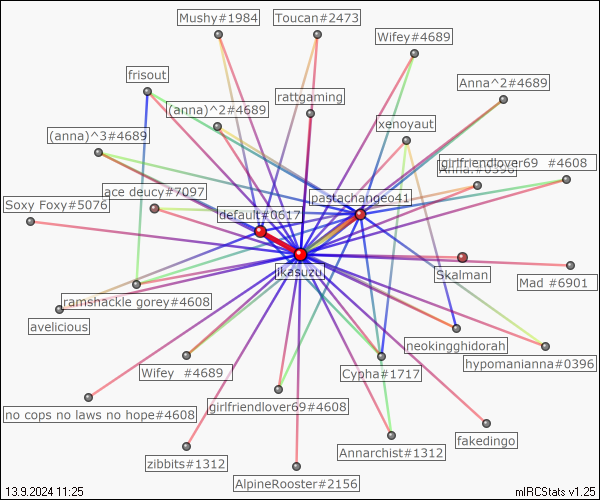 Mushy#1984
Toucan#2473
Wifey#4689
frisout
rattgaming
Anna^2#4689
(anna)^2#4689
xenoyaut
(anna)^3#4689
girlfriendlover69 #4608
Anna.#0396
ace deucy#7097
pastachangeo41
Soxy Foxy#5076
default#0617
ikasuzu
Skalman
Mad #6901
ramshackle gorey#4608
avelicious
neokingghidorah
hypomanianna#0396
Wifey #4689
Cypha#1717
no cops no laws no hope#4608
girlfriendlover69#4608
fakedingo
Annarchist#1312
zibbits#1312
AlpineRooster#2156
13.9.2024 11:25
mIRCStats v1.25